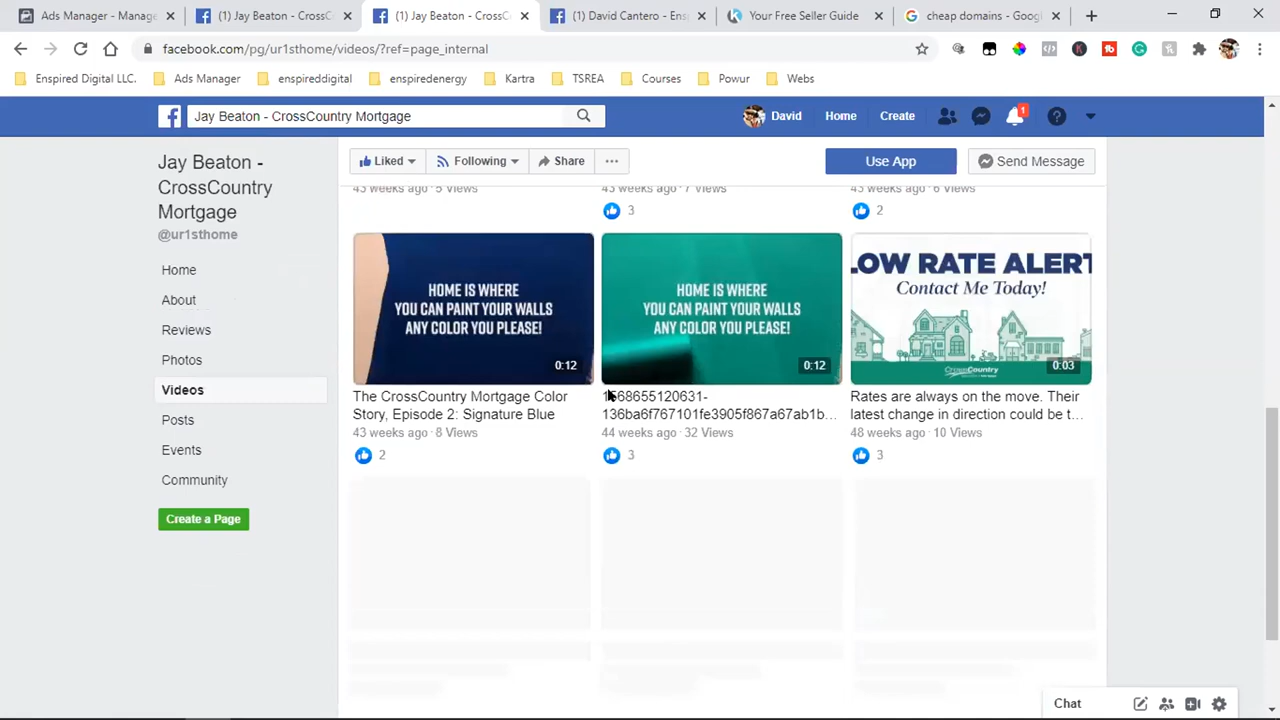 Ads Manager - Manage
(1) Jay Beaton - CrossC
(1) Jay Beaton - CrossC
(1) David Cantero - Ens
Your Free Seller Guide
cheap domains - Goog
facebook.com/pg/ur1sthome/videos/?ref=page_internal
Enspired Digital LLC.
Ads Manager
enspireddigital
enspiredenergy
Kartra
TSREA
Courses
Powur
Webs
Jay Beaton - CrossCountry Mortgage
David
Home
Create
1
Jay Beaton -
CrossCountry
Mortgage
@ur1sthome
Home
About
Reviews
Photos
Videos
Posts
Events
Community
Create a Page
Liked
Following
Share
Use App
Send Message
43 weeks ago · 5 Views
43 weeks ago · 7 Views
43 weeks ago · 6 Views
3
2
HOME IS WHERE
YOU CAN PAINT YOUR WALLS
ANY COLOR YOU PLEASE!
0:12
HOME IS WHERE
YOU CAN PAINT YOUR WALLS
ANY COLOR YOU PLEASE!
0:12
LOW RATE ALERT
Contact Me Today!
CrossCountry
0:03
The CrossCountry Mortgage Color
Story, Episode 2: Signature Blue
43 weeks ago · 8 Views
2
1568655120631-
136ba6f767101fe3905f867a67ab1b...
44 weeks ago · 32 Views
3
Rates are always on the move. Their
latest change in direction could be t...
48 weeks ago · 10 Views
3
Chat